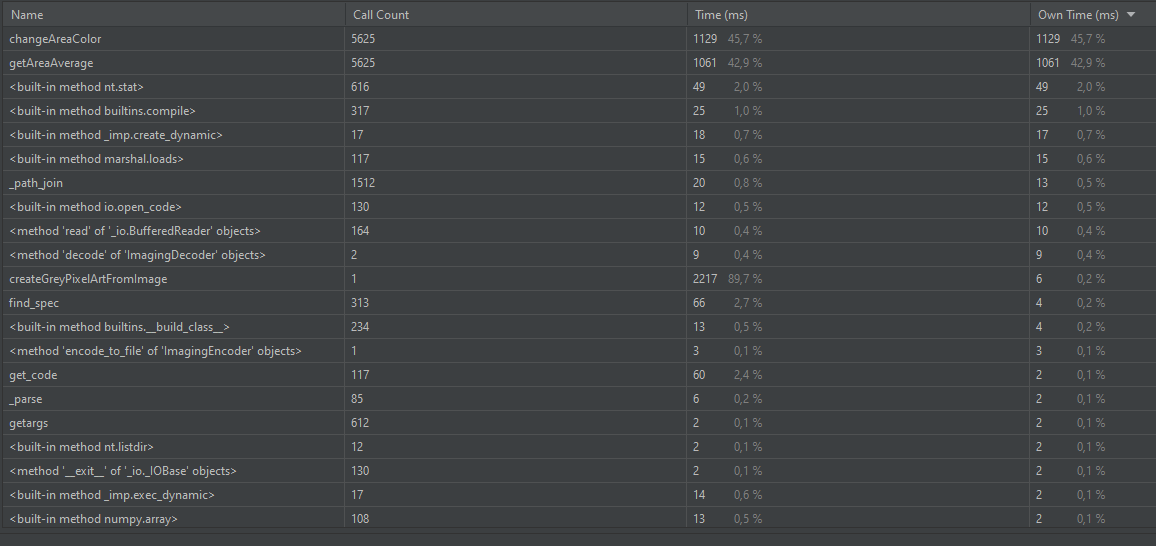 Name Call Count Time (ms) Own Time (ms)
changeAreaColor 5625 1129 45,7 % 1129 45,7 %
getAreaAverage 5625 1061 42,9 % 1061 42,9 %
<built-in method nt.stat> 616 49 2,0 % 49 2,0 %
<built-in method builtins.compile> 317 25 1,0 % 25 1,0 %
<built-in method _imp.create_dynamic> 17 18 0,7 % 17 0,7 %
<built-in method marshal.loads> 117 15 0,6 % 15 0,6 %
_path_join 1512 20 0,8 % 13 0,5 %
<built-in method io.open_code> 130 12 0,5 % 12 0,5 %
<method 'read' of '_io.BufferedReader' objects> 164 10 0,4 % 10 0,4 %
<method 'decode' of 'ImagingDecoder' objects> 2 9 0,4 % 9 0,4 %
createGreyPixelArtFromImage 1 2217 89,7 % 6 0,2 %
find_spec 313 66 2,7 % 4 0,2 %
<built-in method builtins.__build_class__> 234 13 0,5 % 4 0,2 %
<method 'encode_to_file' of 'ImagingEncoder' objects> 1 3 0,1 % 3 0,1 %
get_code 117 60 2,4 % 2 0,1 %
_parse 85 6 0,2 % 2 0,1 %
getargs 612 2 0,1 % 2 0,1 %
<built-in method nt.listdir> 12 2 0,1 % 2 0,1 %
<method '__exit__' of '_io._IOBase' objects> 130 2 0,1 % 2 0,1 %
<built-in method _imp.exec_dynamic> 17 14 0,6 % 2 0,1 %
<built-in method numpy.array> 108 13 0,5 % 2 0,1 %